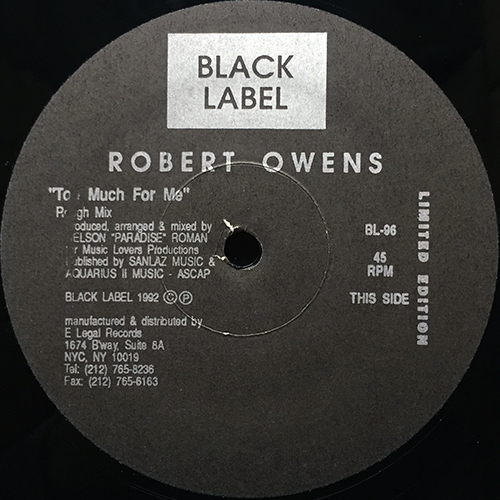 BLACK
LABEL
ROBERT OWENS
"Too Much For Me"
Rough Mix
Produced, arranged & mixed by
NELSON "PARADISE" ROMAN
For Music Lovers Productions
Published by SANLAZ MUSIC &
AQUARIUS II MUSIC - ASCAP
BLACK LABEL 1992 © ℗
manufactured & distributed by
E Legal Records
1674 B'way, Suite 8A
NYC, NY 10019
Tel: (212) 765-8236
Fax: (212) 765-6163
BL-96
45
RPM
THIS SIDE
LIMITED EDITION